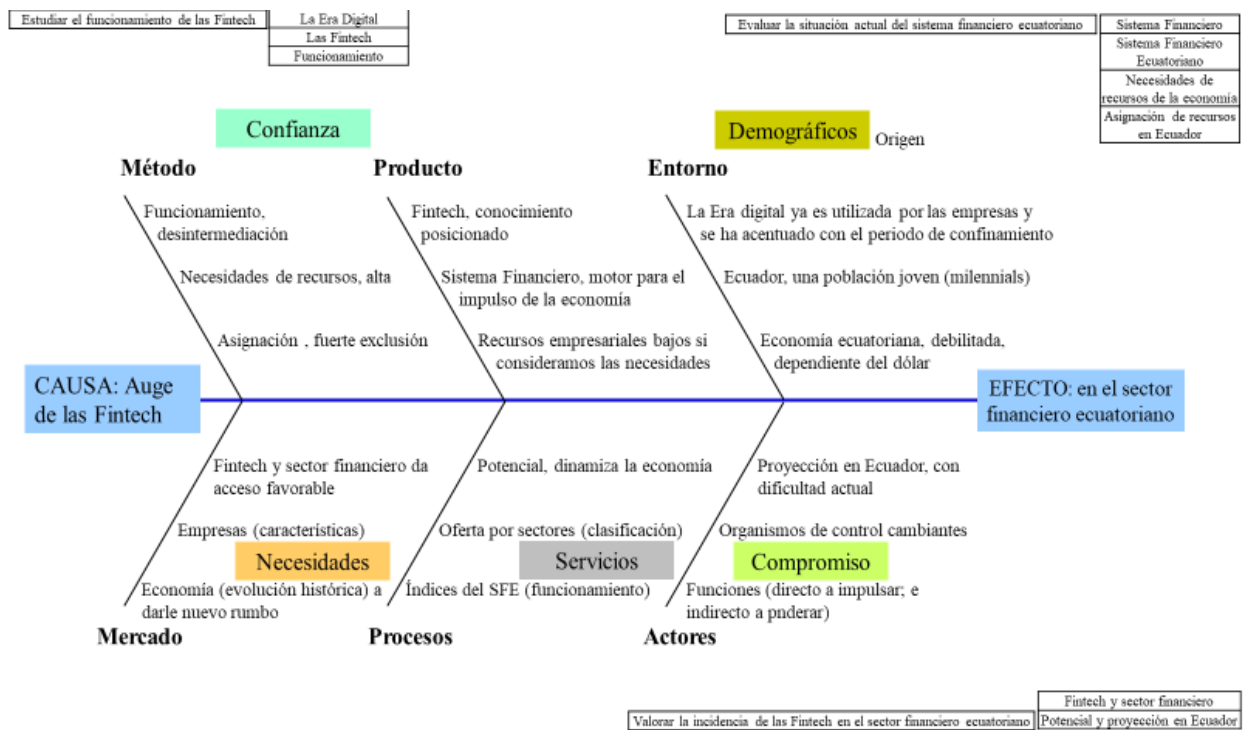 Estudiar el funcionamiento de las Fintech
La Era Digital
Las Fintech
Funcionamiento
Evaluar la situación actual del sistema financiero ecuatoriano
Sistema Financiero
Sistema Financiero
Ecuatoriano
Necesidades de
recursos de la economía
Asignación de recursos
en Ecuador
Confianza
Demográficos
Origen
Método
Producto
Entorno
Funcionamiento,
desintermediación
Necesidades de recursos, alta
Asignación , fuerte exclusión
Fintech, conocimiento
posicionado
Sistema Financiero, motor para el
impulso de la economía
Recursos empresariales bajos si
consideramos las necesidades
La Era digital ya es utilizada por las empresas y
se ha acentuado con el periodo de confinamiento
Ecuador, una población joven (milennials)
Economía ecuatoriana, debilitada,
dependiente del dólar
CAUSA: Auge
de las Fintech
EFECTO: en el sector
financiero ecuatoriano
Fintech y sector financiero da
acceso favorable
Empresas (características)
Necesidades
Economía (evolución histórica) a
darle nuevo rumbo
Mercado
Potencial, dinamiza la economía
Oferta por sectores (clasificación)
Servicios
Índices del SFE (funcionamiento)
Procesos
Proyección en Ecuador, con
dificultad actual
Organismos de control cambiantes
Compromiso
Funciones (directo a impulsar; e
indirecto a pnderar)
Actores
Valorar la incidencia de las Fintech en el sector financiero ecuatoriano
Fintech y sector financiero
Potencial y proyección en Ecuador